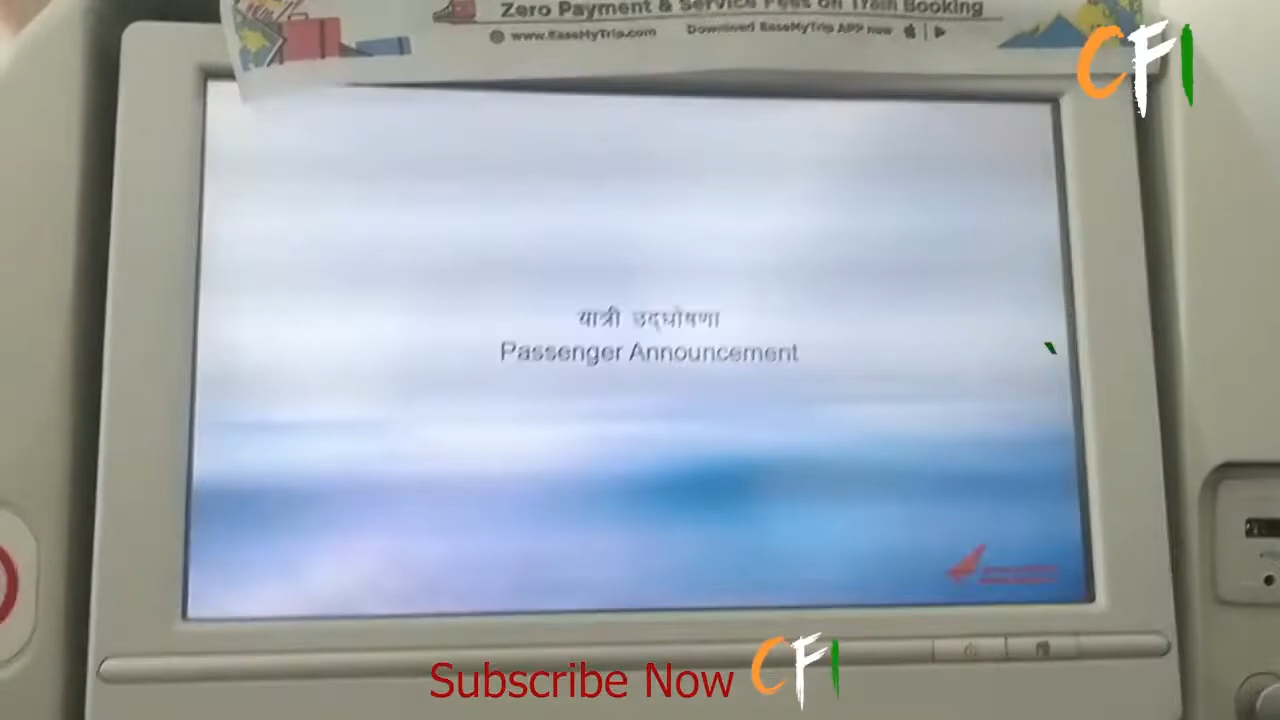 Zero Payment & Service Fees on Train Booking
www.EaseMyTrip.com Download EaseMyTrip APP now
CFI
यात्री उद्घोषणा
Passenger Announcement
Subscribe Now CFI